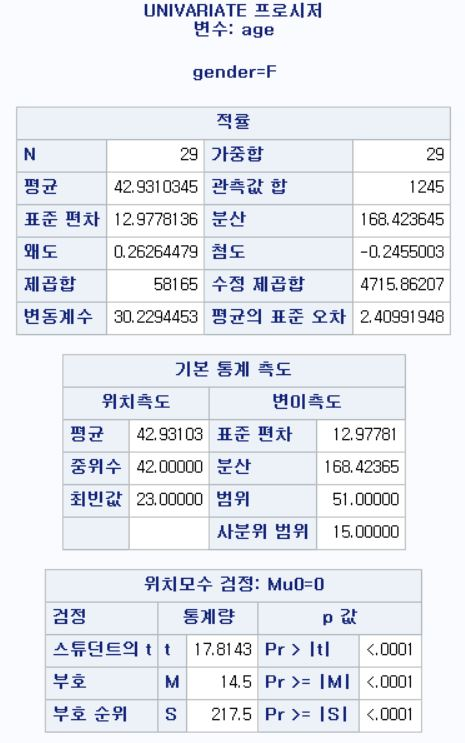 UNIVARIATE 프로시저
변수: age
gender=F
적률
N 29 가중합 29
평균 42.9310345 관측값 합 1245
표준 편차 12.9778136 분산 168.423645
왜도 0.26264479 첨도 -0.2455003
제곱합 58165 수정 제곱합 4715.86207
변동계수 30.2294453 평균의 표준 오차 2.40991948
기본 통계 측도
위치측도 변이측도
평균 42.93103 표준 편차 12.97781
중위수 42.00000 분산 168.42365
최빈값 23.00000 범위 51.00000
사분위 범위 15.00000
위치모수 검정: Mu0=0
검정 통계량 p 값
스튜던트의 t t 17.8143 Pr > |t| <.0001
부호 M 14.5 Pr >= |M| <.0001
부호 순위 S 217.5 Pr >= |S| <.0001